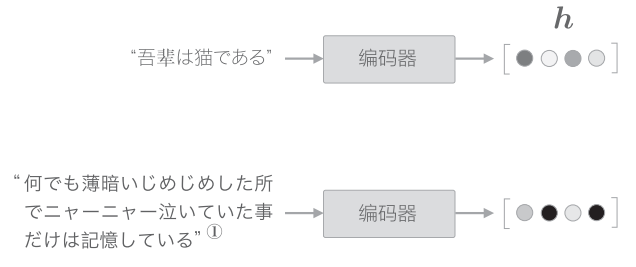 h
“吾輩は猫である”
编码器
“何でも薄暗いじめじめした所
でニャーニャー泣いていた事
だけは記憶している”①
编码器